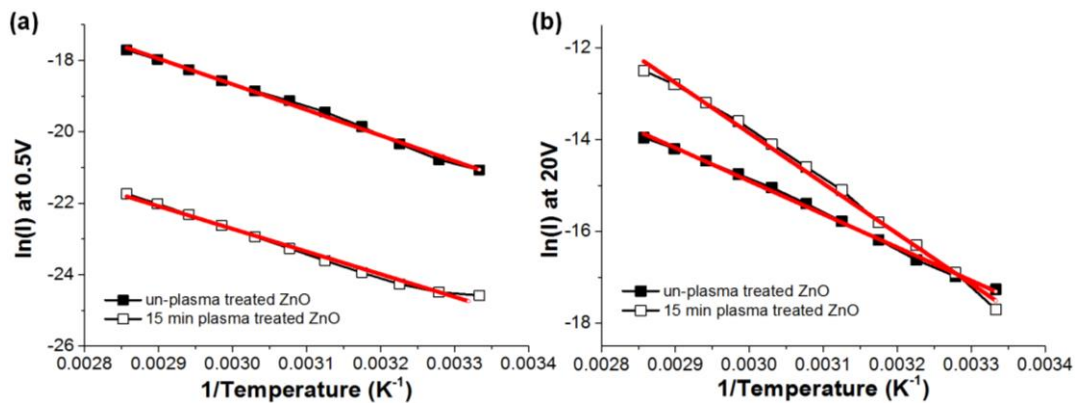 (a)
ln(I) at 0.5V
-18
-20
-22
-24
-26
un-plasma treated ZnO
15 min plasma treated ZnO
0.0028 0.0029 0.0030 0.0031 0.0032 0.0033 0.0034
1/Temperature (K⁻¹)
(b)
ln(I) at 20V
-12
-14
-16
-18
un-plasma treated ZnO
15 min plasma treated ZnO
0.0028 0.0029 0.0030 0.0031 0.0032 0.0033 0.0034
1/Temperature (K⁻¹)